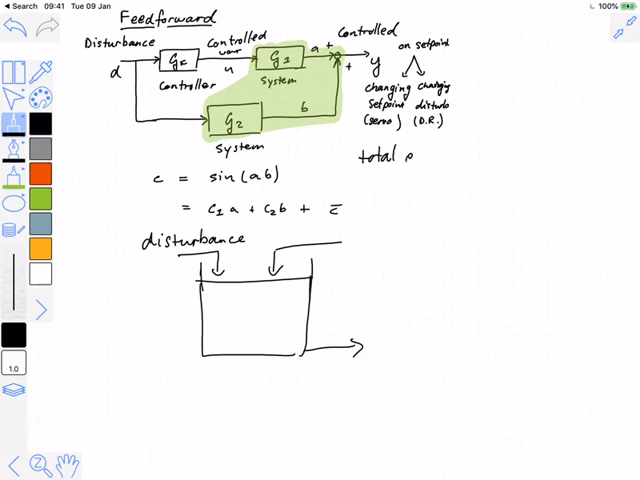 Search 09:41 Tue 09 Jan 100%
Feedforward
Disturbance Controlled Controlled
var
d Gc u G1 a + y on setpoint
+
Controller system
changing changing
setpoint disturb
(servo) (D.R.)
G2 b
system
total
c = sin(ab)
= c1 a + c2 b + c̅
disturbance
1.0